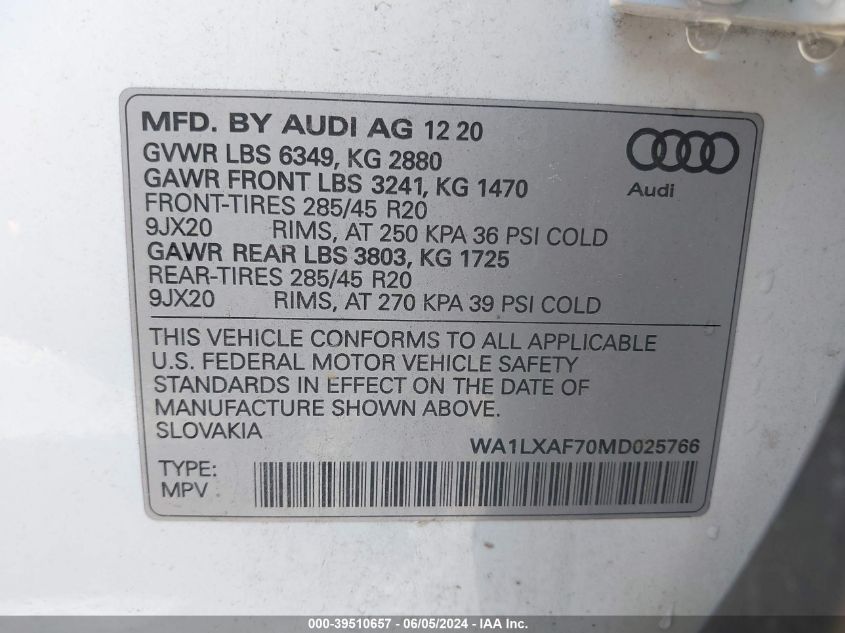 MFD. BY AUDI AG 12 20
GVWR LBS 6349, KG 2880
GAWR FRONT LBS 3241, KG 1470
FRONT-TIRES 285/45 R20
9JX20 RIMS, AT 250 KPA 36 PSI COLD
GAWR REAR LBS 3803, KG 1725
REAR-TIRES 285/45 R20
9JX20 RIMS, AT 270 KPA 39 PSI COLD
Audi
THIS VEHICLE CONFORMS TO ALL APPLICABLE
U.S. FEDERAL MOTOR VEHICLE SAFETY
STANDARDS IN EFFECT ON THE DATE OF
MANUFACTURE SHOWN ABOVE.
SLOVAKIA
WA1LXAF70MD025766
TYPE:
MPV
000-39510657 - 06/05/2024 - IAA Inc.